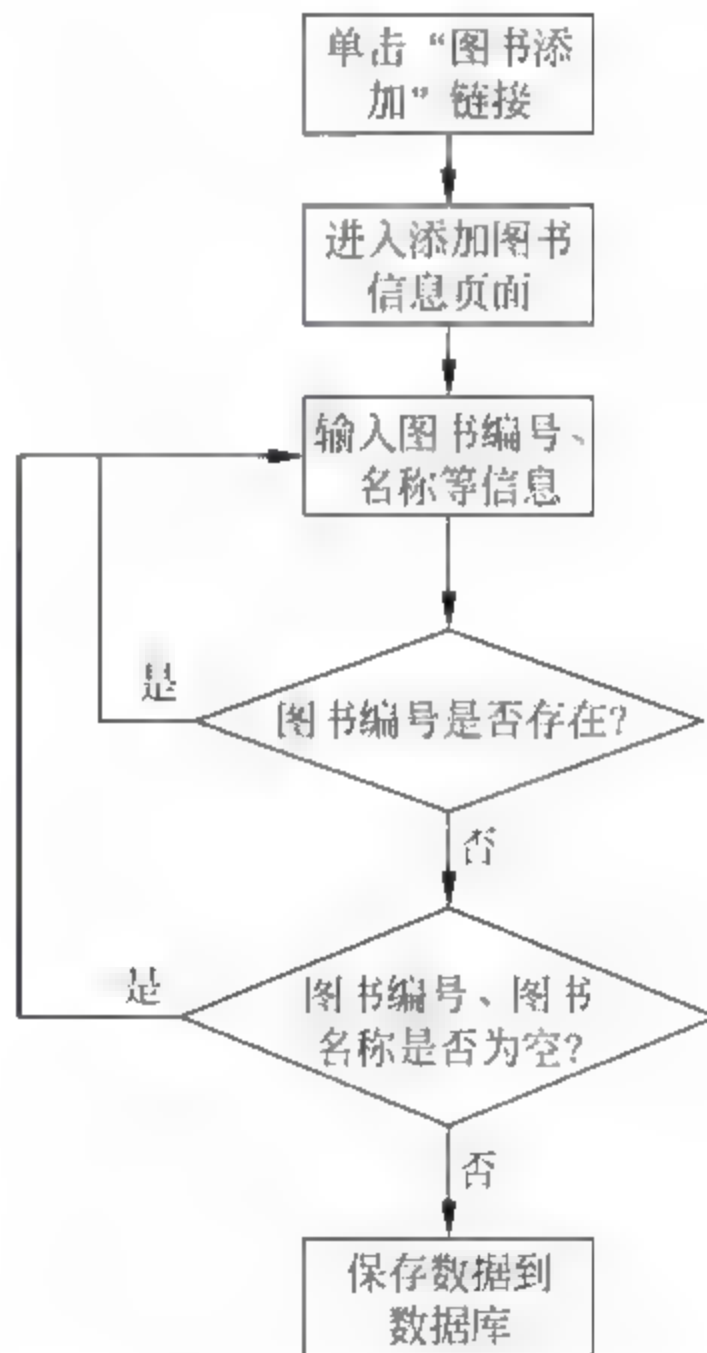 单击“图书添
加”链接
进入添加图书
信息页面
输入图书编号、
名称等信息
是
图书编号是否存在?
否
是
图书编号、图书
名称是否为空?
否
保存数据到
数据库